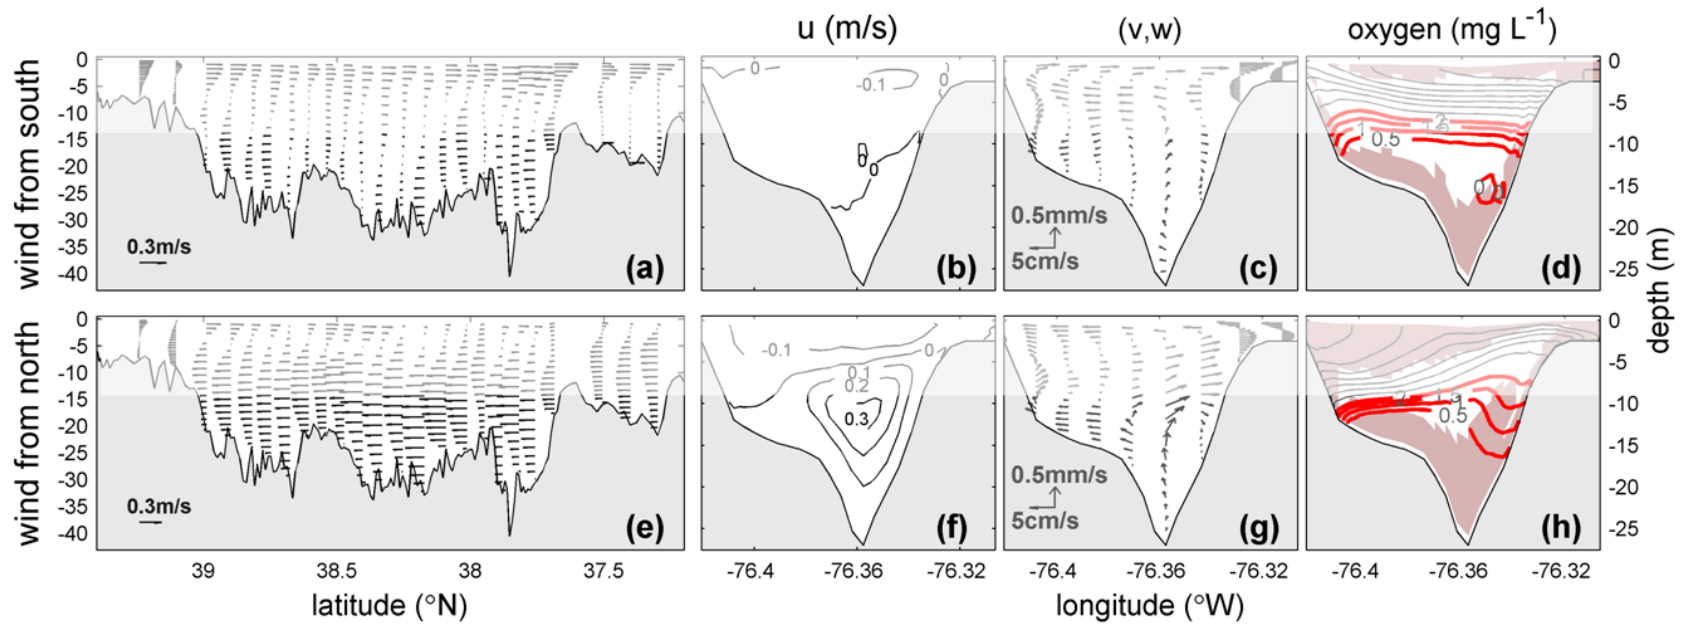 u (m/s) (v,w) oxygen (mg L-1)
wind from south
0
-5
-10
-15
-20
-25
-30
-35
-40
0.3m/s
(a)
0
-0.1
0
0
0
(b)
0.5mm/s
5cm/s
(c)
0.5
(d)
0
-5
-10
-15
-20
-25
depth (m)
wind from north
0
-5
-10
-15
-20
-25
-30
-35
-40
0.3m/s
(e)
-0.1
0
0.1
0.2
0.3
(f)
0.5mm/s
5cm/s
(g)
2
0.5
(h)
0
-5
-10
-15
-20
-25
39 38.5 38 37.5
-76.4 -76.36 -76.32
-76.4 -76.36 -76.32
-76.4 -76.36 -76.32
latitude (°N) longitude (°W)